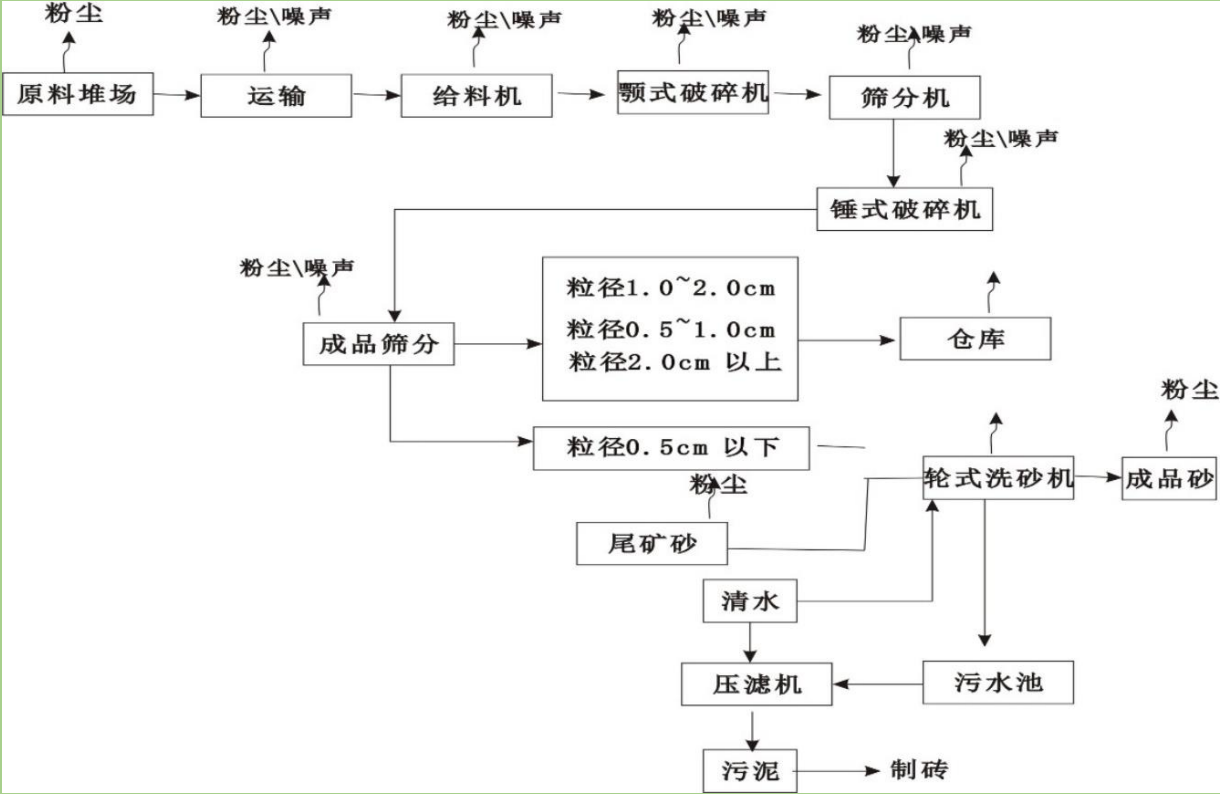 粉尘
粉尘\噪声
粉尘\噪声
粉尘\噪声
粉尘\噪声
原料堆场
运输
给料机
颚式破碎机
筛分机
粉尘\噪声
锤式破碎机
粉尘\噪声
粒径1.0~2.0cm
粒径0.5~1.0cm
粒径2.0cm 以上
成品筛分
仓库
粉尘
粒径0.5cm 以下
轮式洗砂机
成品砂
粉尘
尾矿砂
清水
压滤机
污水池
污泥
制砖